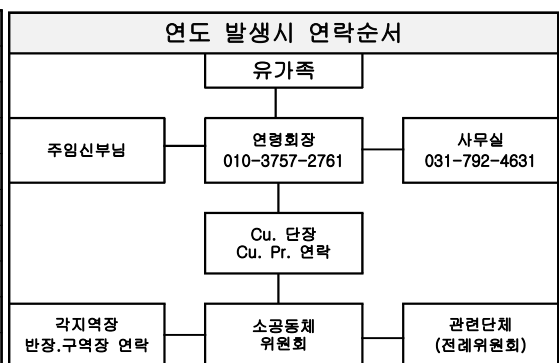 연도 발생시 연락순서
유가족
주임신부님
연령회장
010-3757-2761
사무실
031-792-4631
Cu. 단장
Cu. Pr. 연락
각지역장
반장.구역장 연락
소공동체
위원회
관련단체
(전례위원회)